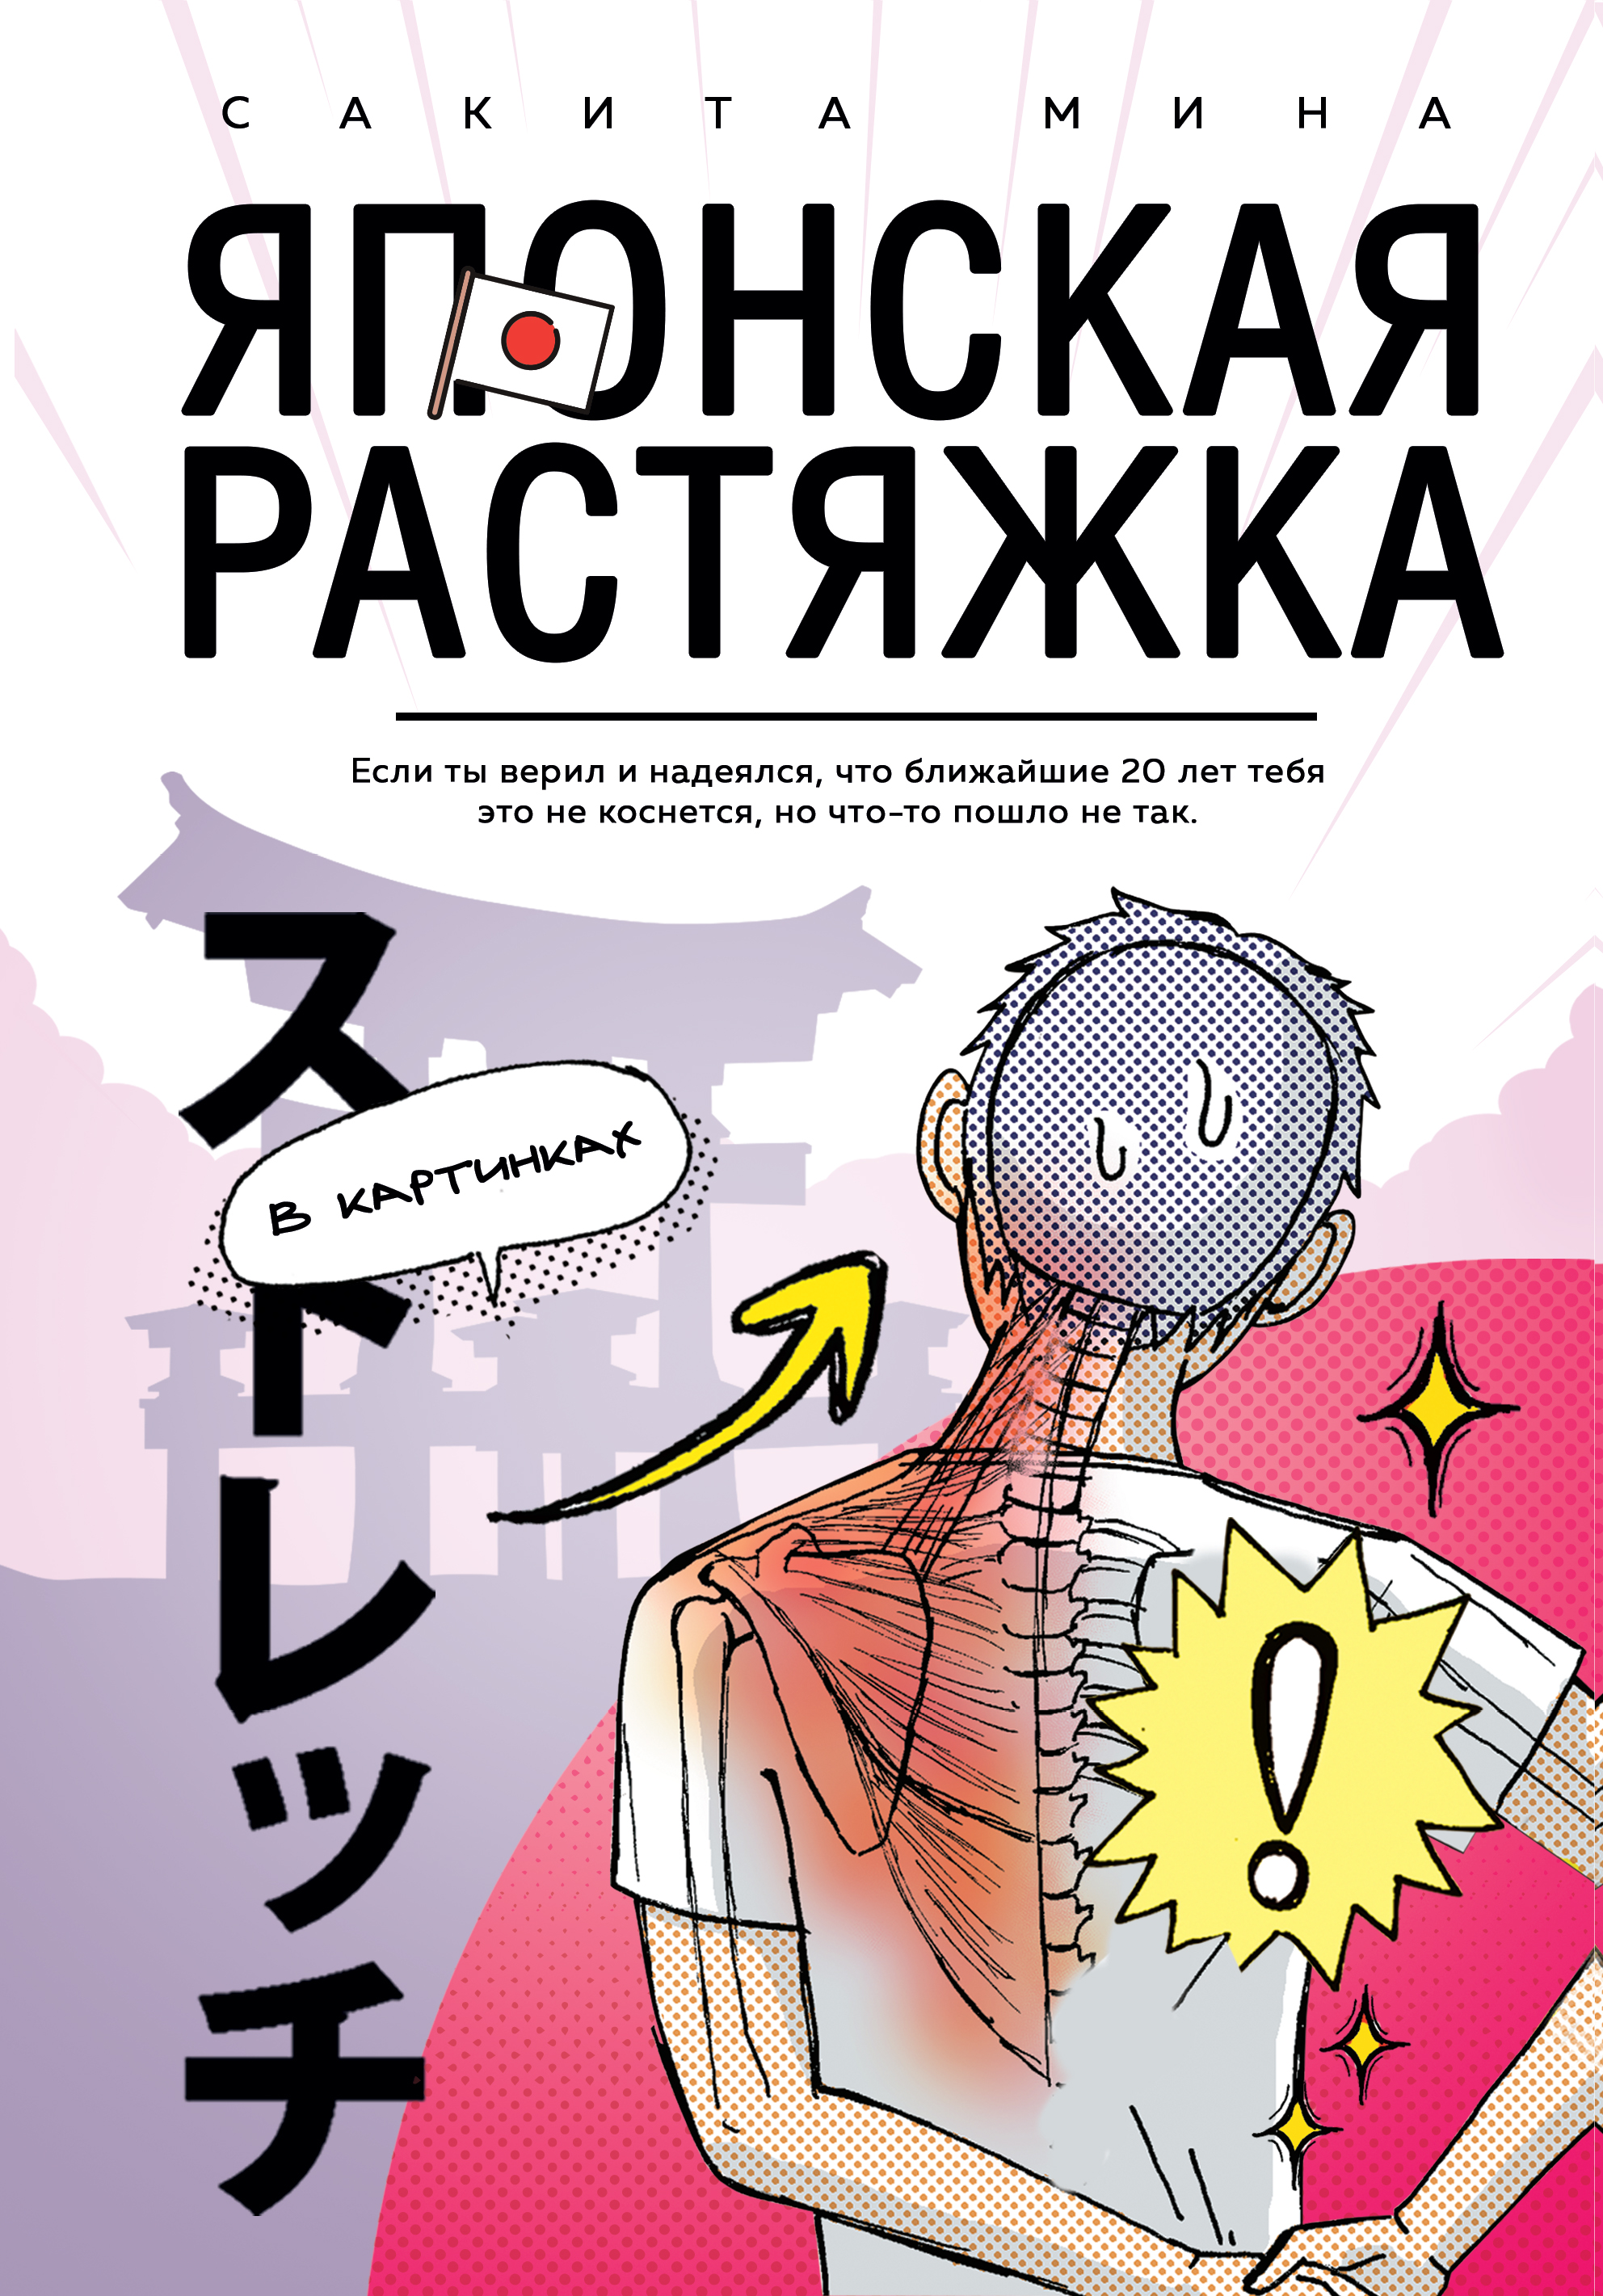 САКИТА МИНА
ЯПОНСКАЯ
РАСТЯЖКА
Если ты верил и надеялся, что ближайшие 20 лет тебя
это не коснется, но что-то пошло не так.
ストレッチ
В КАРТИНКАХ
!